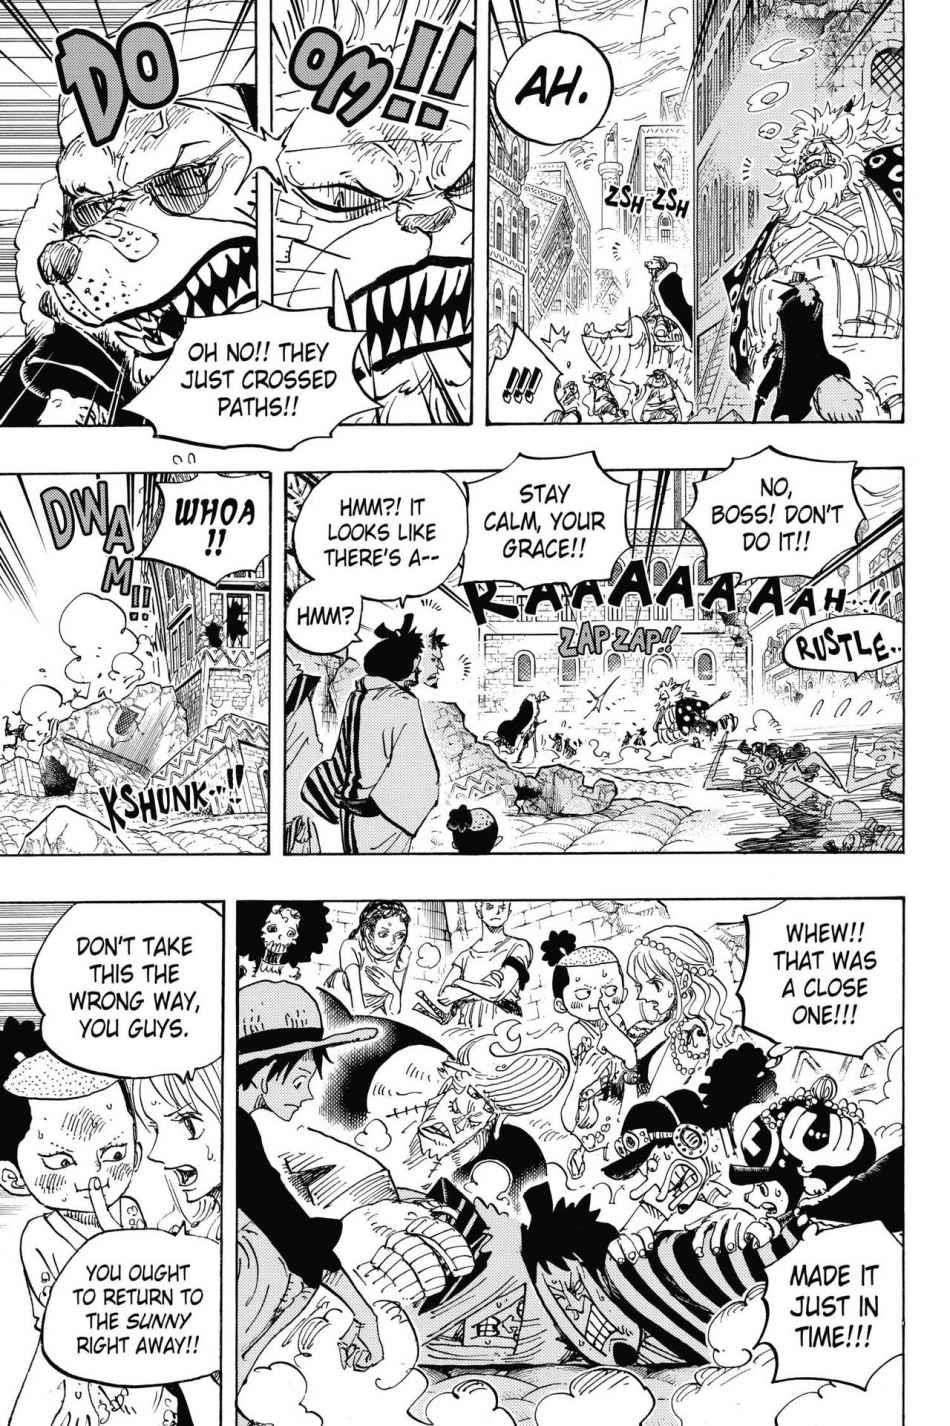 AH.
ZSH ZSH
!!!
DO
OM!!
OH NO!! THEY
JUST CROSSED
PATHS!!
NO,
BOSS! DON'T
DO IT!!
STAY
CALM, YOUR
GRACE!!
HMM?! IT
LOOKS LIKE
THERE'S A--
HMM?
RAAAAAAAAH...!!
ZAP ZAP!!
RUSTLE..
WHOA
!!
DWAM!!
KSHUNK...!!
WHEW!!
THAT WAS
A CLOSE
ONE!!!
MADE IT
JUST IN
TIME!!!
DON'T TAKE
THIS THE
WRONG WAY,
YOU GUYS.
YOU OUGHT
TO RETURN TO
THE SUNNY
RIGHT AWAY!!